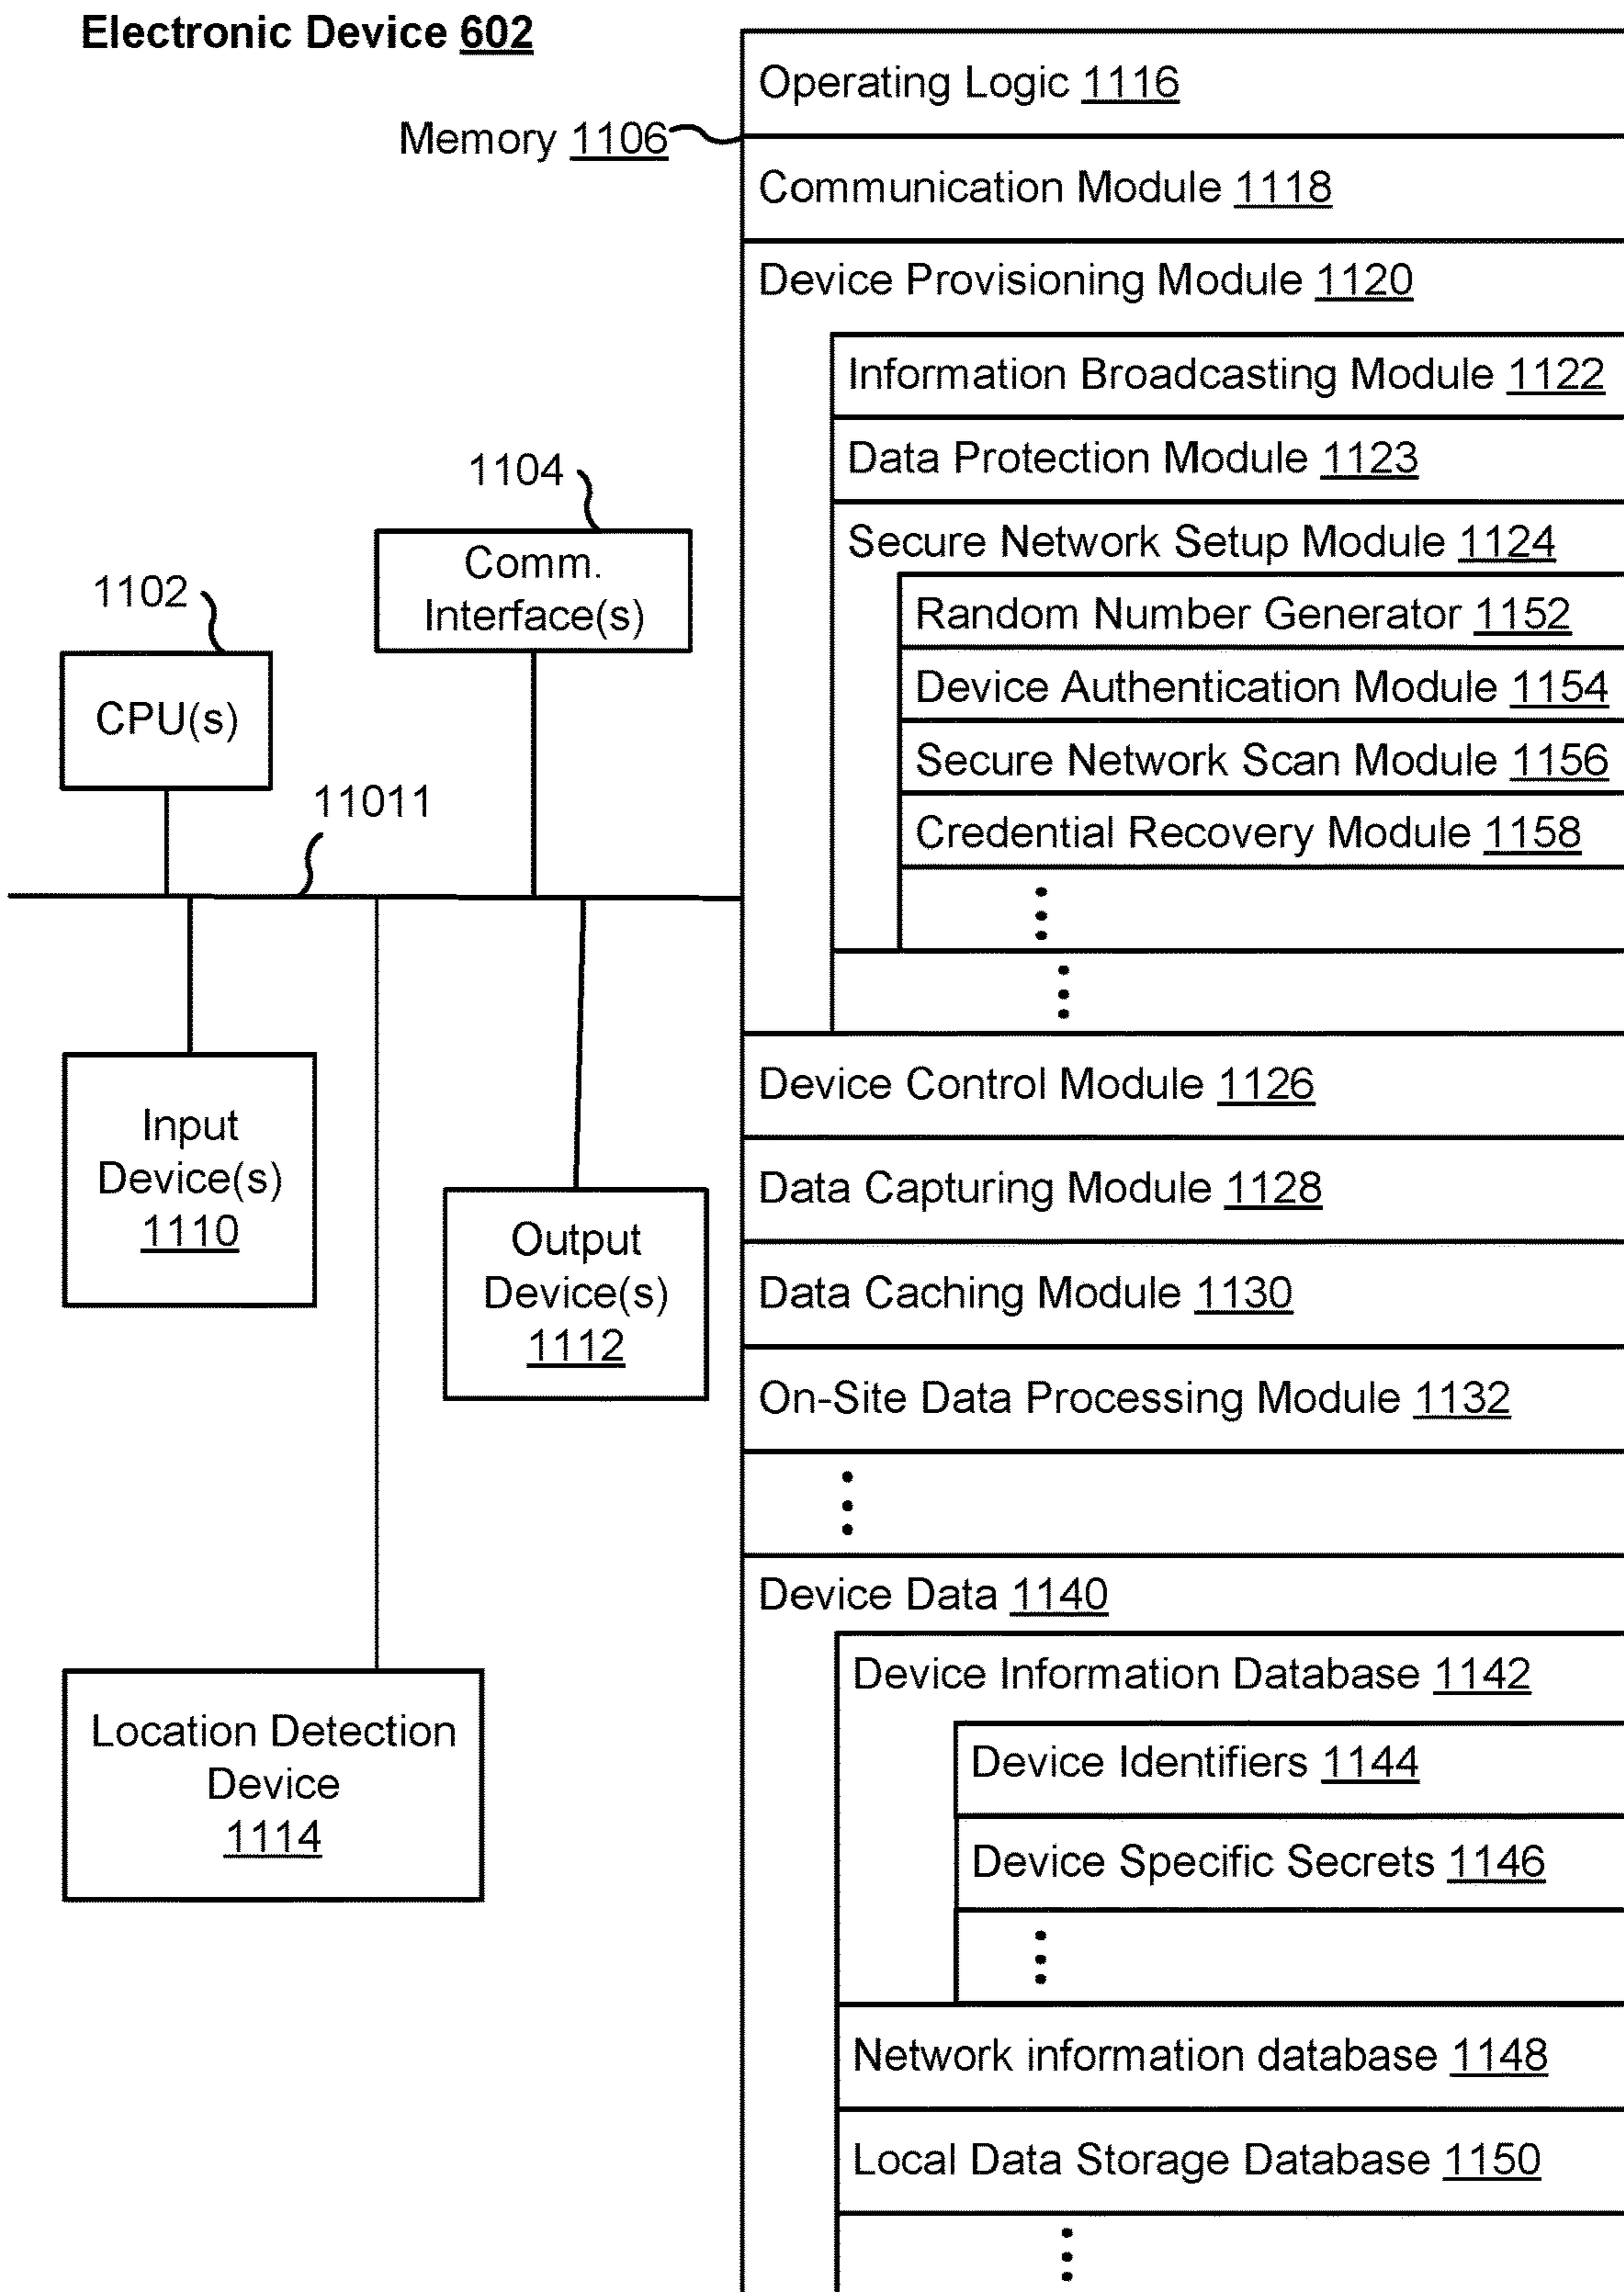 Electronic Device 602
Memory 1106
1104
Comm.
Interface(s)
1102
CPU(s)
11011
Input
Device(s)
1110
Output
Device(s)
1112
Location Detection
Device
1114
Operating Logic 1116
Communication Module 1118
Device Provisioning Module 1120
Information Broadcasting Module 1122
Data Protection Module 1123
Secure Network Setup Module 1124
Random Number Generator 1152
Device Authentication Module 1154
Secure Network Scan Module 1156
Credential Recovery Module 1158
Device Control Module 1126
Data Capturing Module 1128
Data Caching Module 1130
On-Site Data Processing Module 1132
Device Data 1140
Device Information Database 1142
Device Identifiers 1144
Device Specific Secrets 1146
Network information database 1148
Local Data Storage Database 1150